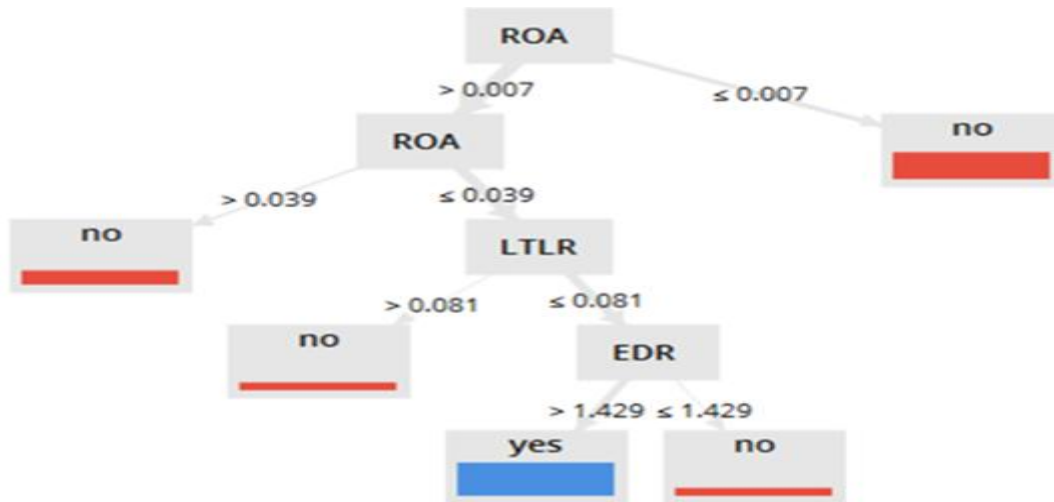 ROA
> 0.007
≤ 0.007
ROA
no
> 0.039
≤ 0.039
no
LTLR
> 0.081
≤ 0.081
no
EDR
> 1.429
≤ 1.429
yes
no